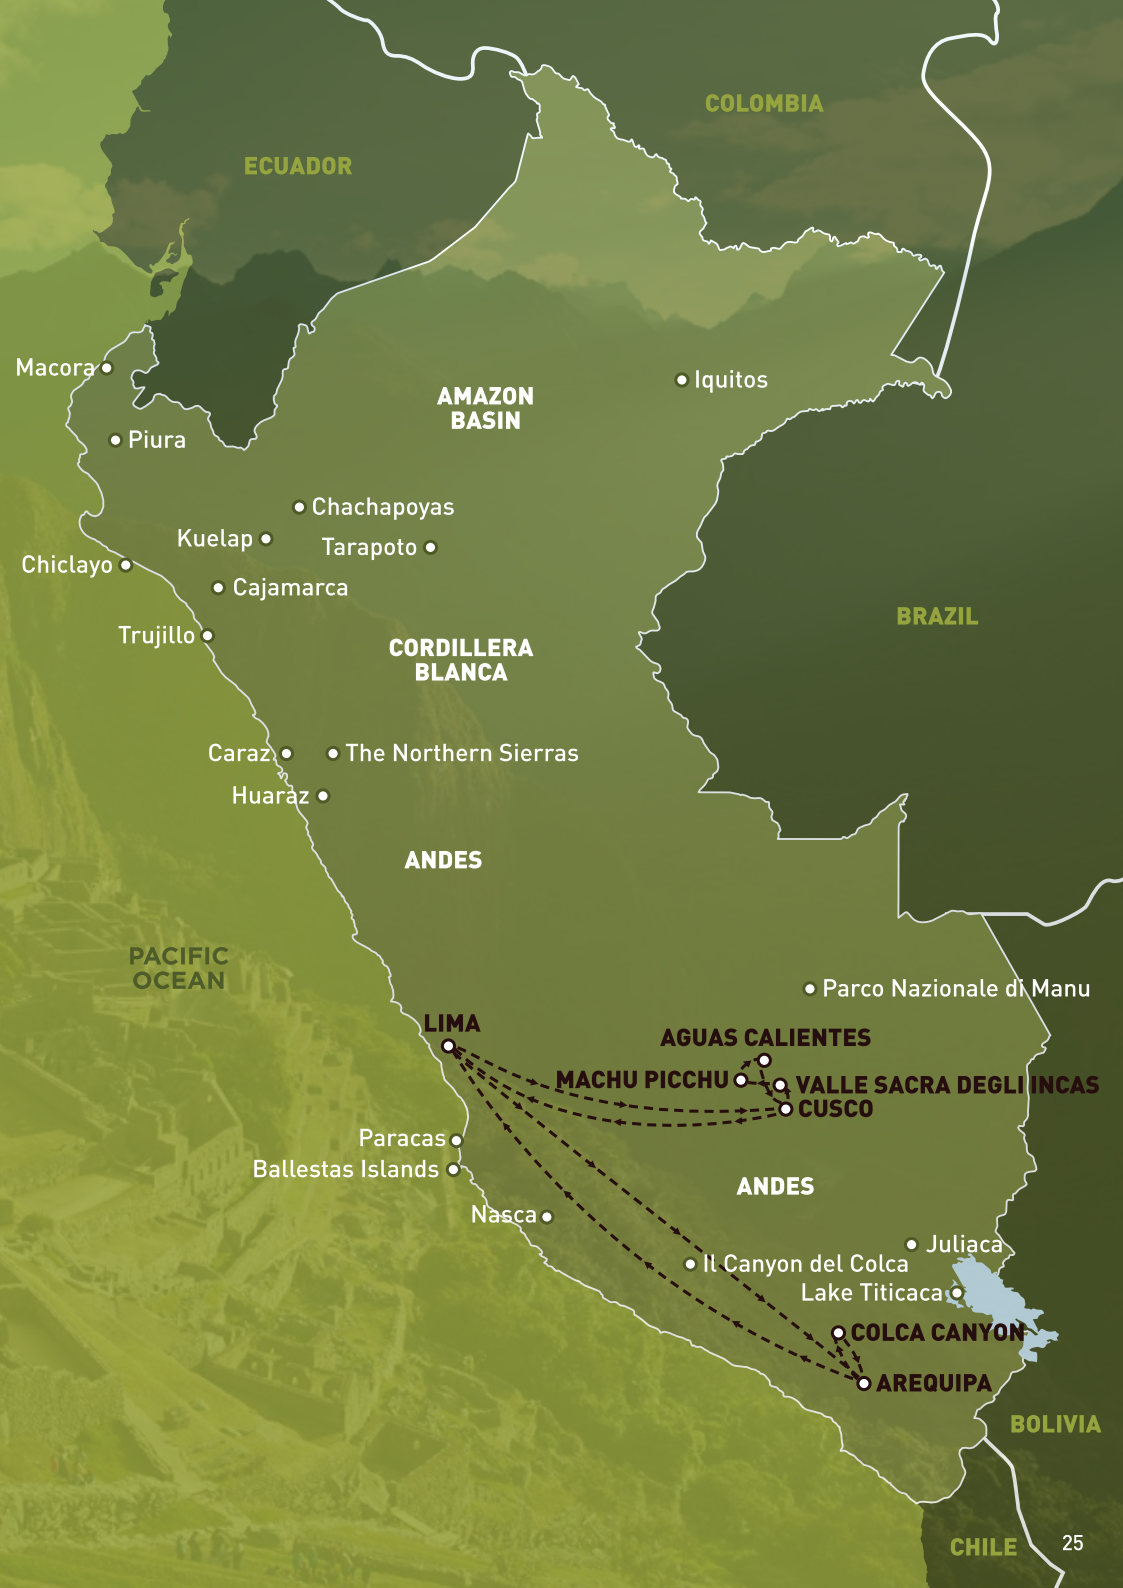 COLOMBIA
ECUADOR
Macora
Iquitos
AMAZON
BASIN
Piura
Chachapoyas
Kuelap
Tarapoto
Chiclayo
Cajamarca
BRAZIL
Trujillo
CORDILLERA
BLANCA
Caraz
The Northern Sierras
Huaraz
ANDES
PACIFIC
OCEAN
Parco Nazionale di Manu
LIMA
AGUAS CALIENTES
MACHU PICCHU
VALLE SACRA DEGLI INCAS
CUSCO
Paracas
Ballestas Islands
ANDES
Nasca
Juliaca
Il Canyon del Colca
Lake Titicaca
COLCA CANYON
AREQUIPA
BOLIVIA
CHILE
25